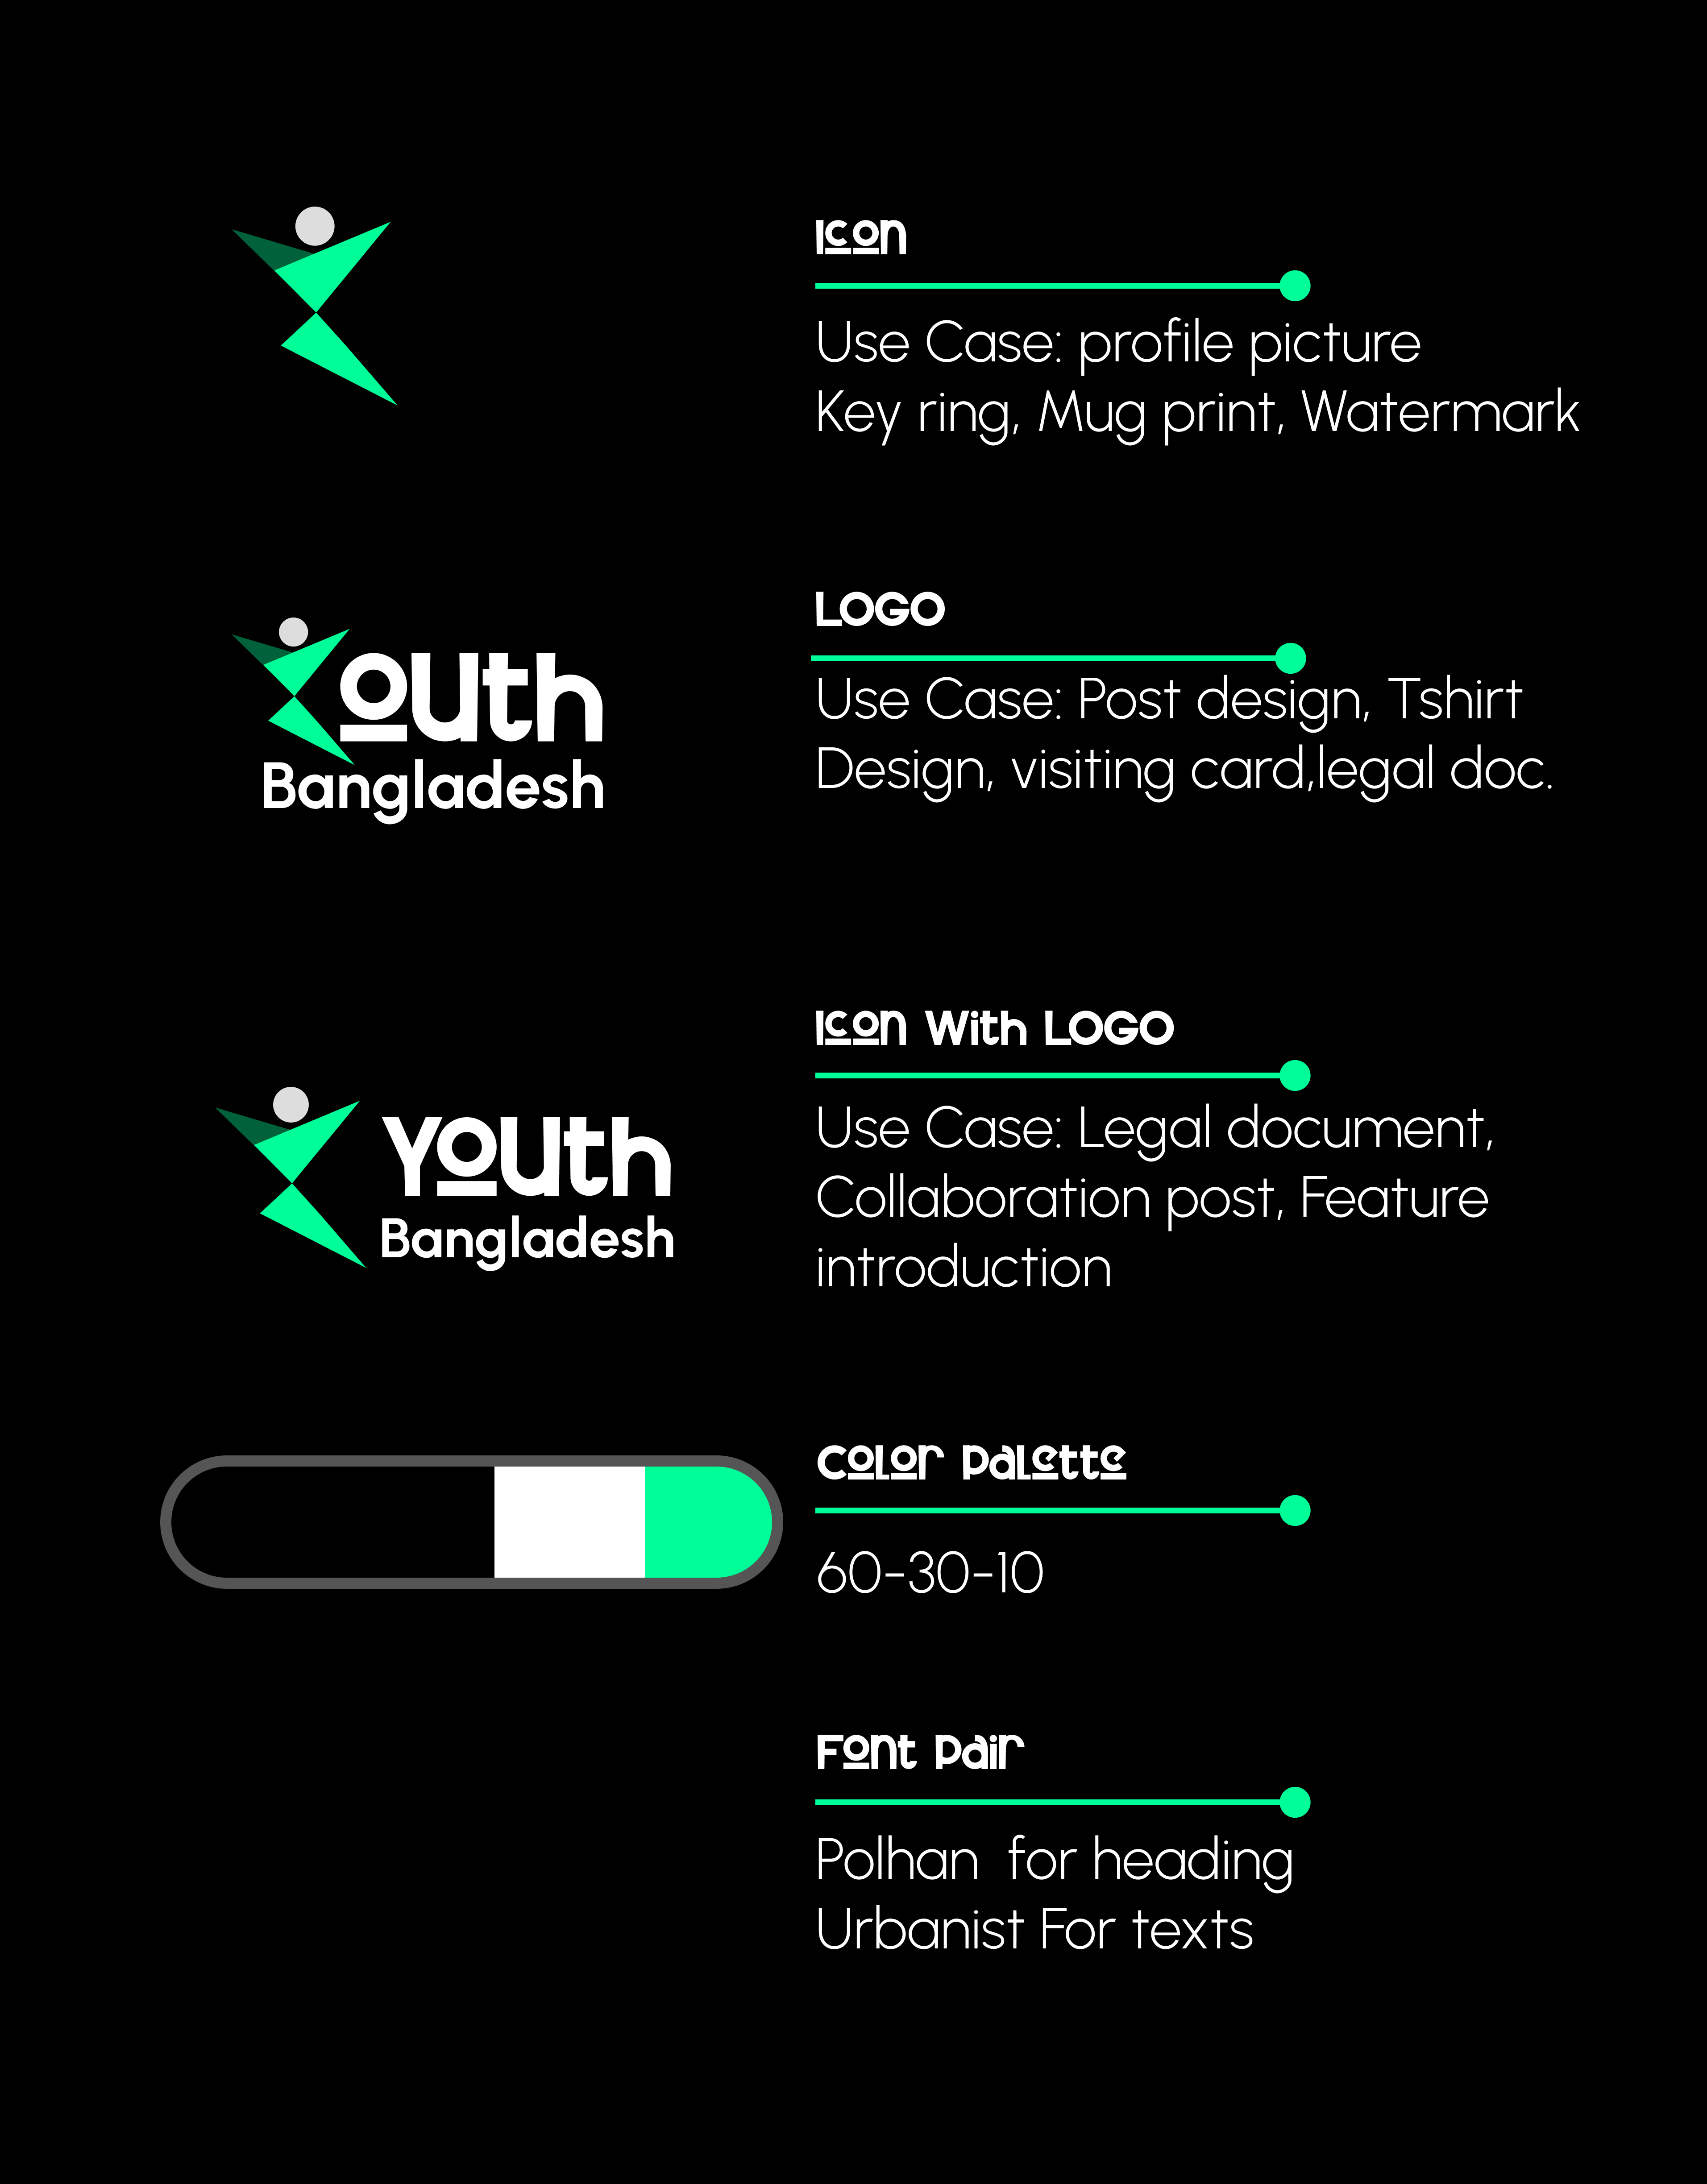 Icon
Use Case: profile picture
Key ring, Mug print, Watermark
outh
Bangladesh
LOGO
Use Case: Post design, Tshirt
Design, visiting card,legal doc.
Icon With LOGO
Youth
Bangladesh
Use Case: Legal document,
Collaboration post, Feature
introduction
Color Palette
60-30-10
Font Pair
Polhan  for heading
Urbanist For texts